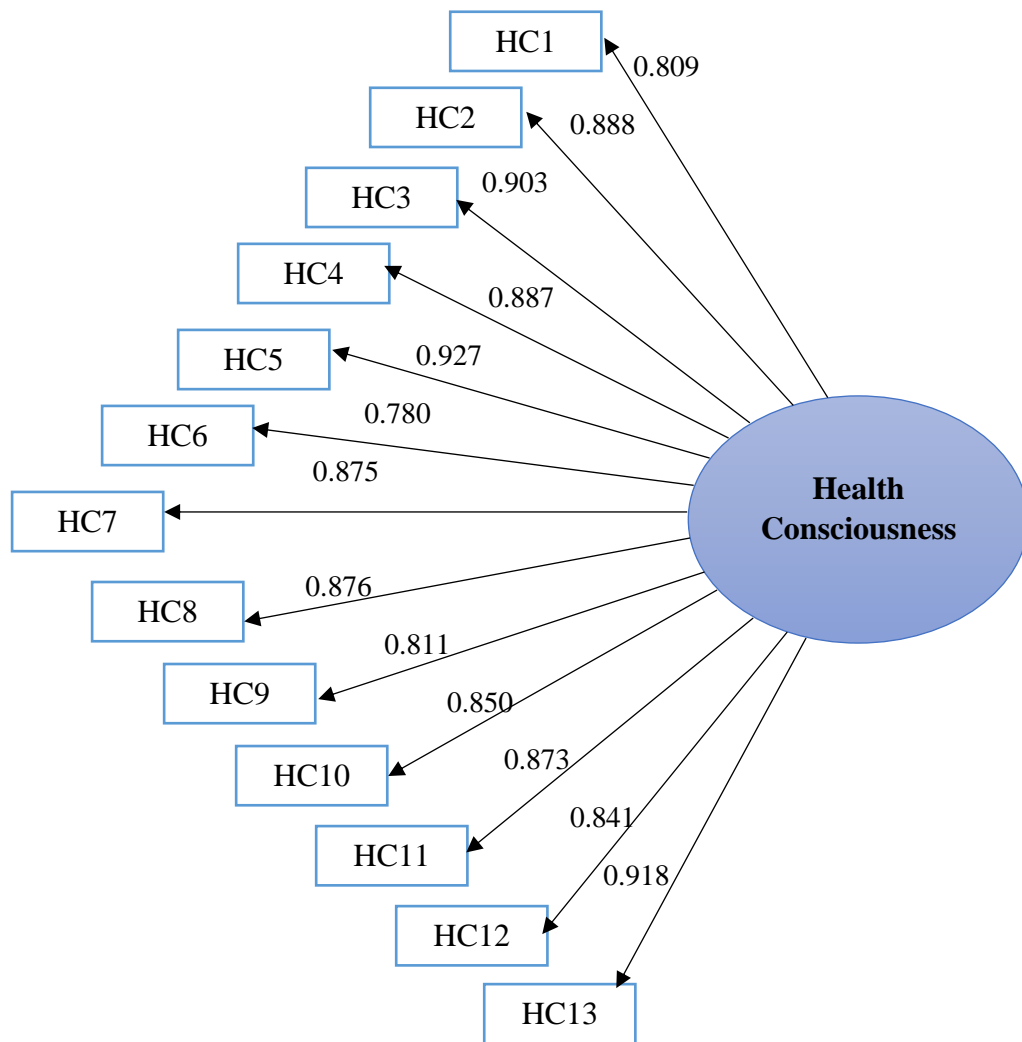 HC1
0.809
HC2
0.888
HC3
0.903
HC4
0.887
HC5
0.927
HC6
0.780
HC7
0.875
Health
Consciousness
HC8
0.876
HC9
0.811
HC10
0.850
HC11
0.873
HC12
0.841
HC13
0.918